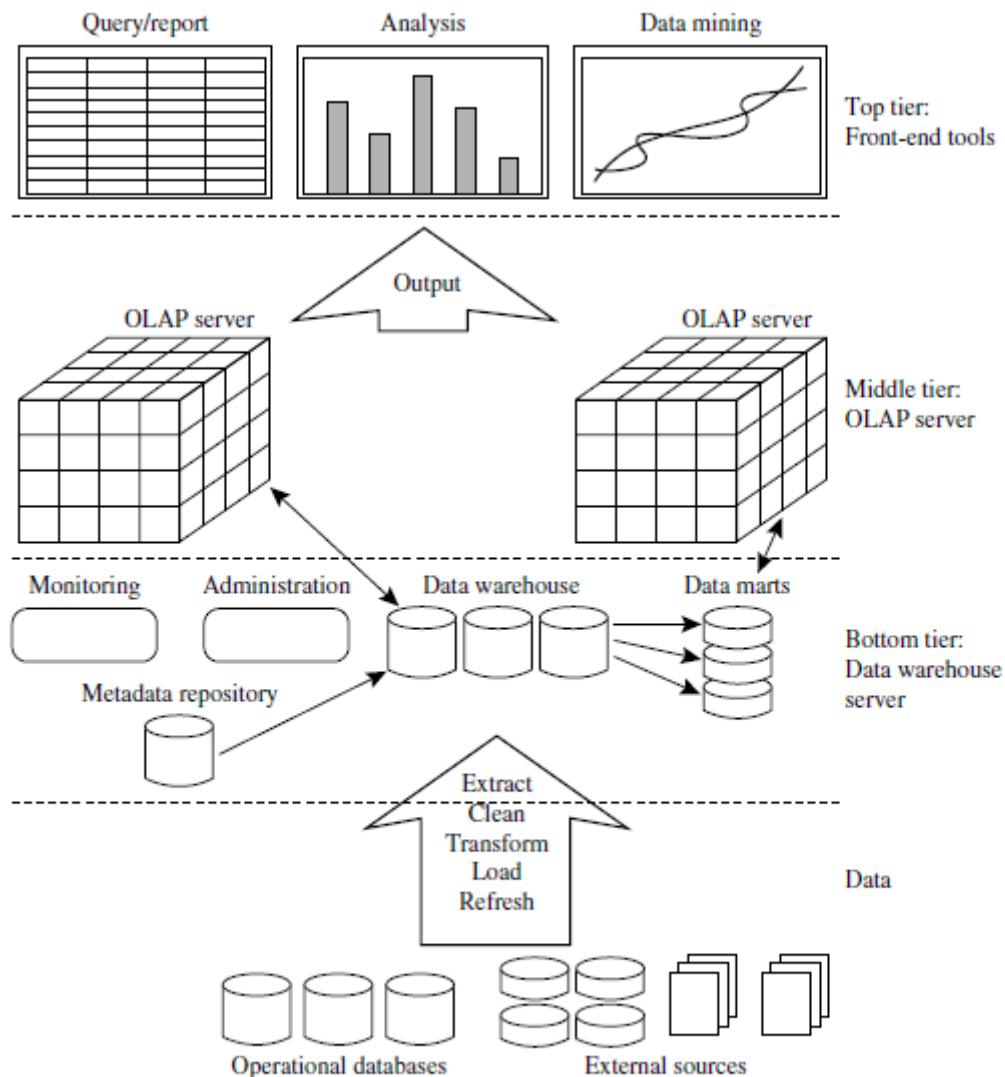 Query/report
Analysis
Data mining
Top tier:
Front-end tools
Output
OLAP server
OLAP server
Middle tier:
OLAP server
Monitoring
Administration
Data warehouse
Data marts
Bottom tier:
Data warehouse
server
Metadata repository
Extract
Clean
Transform
Load
Refresh
Data
Operational databases
External sources